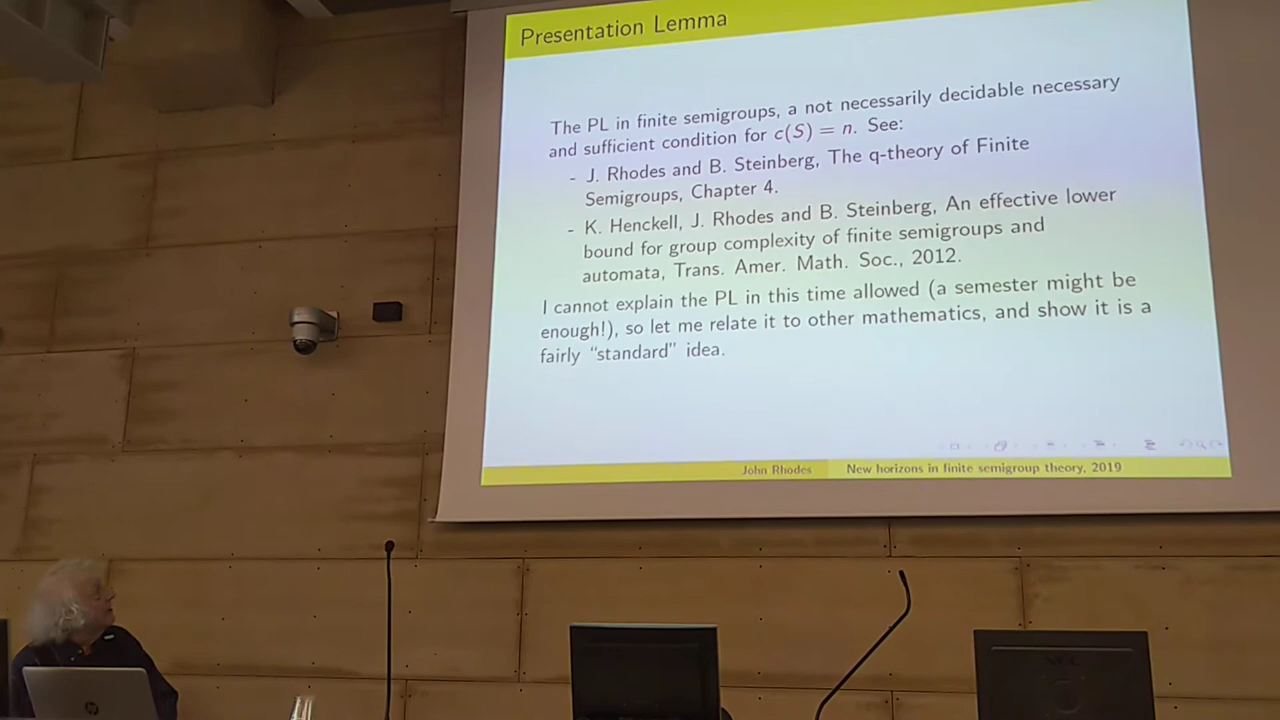 Presentation Lemma
The PL in finite semigroups, a not necessarily decidable necessary
and sufficient condition for c(S) = n. See:
- J. Rhodes and B. Steinberg, The q-theory of Finite
Semigroups, Chapter 4.
- K. Henckell, J. Rhodes and B. Steinberg, An effective lower
bound for group complexity of finite semigroups and
automata, Trans. Amer. Math. Soc., 2012.
I cannot explain the PL in this time allowed (a semester might be
enough!), so let me relate it to other mathematics, and show it is a
fairly “standard” idea.
John Rhodes New horizons in finite semigroup theory, 2019
hp
NEC